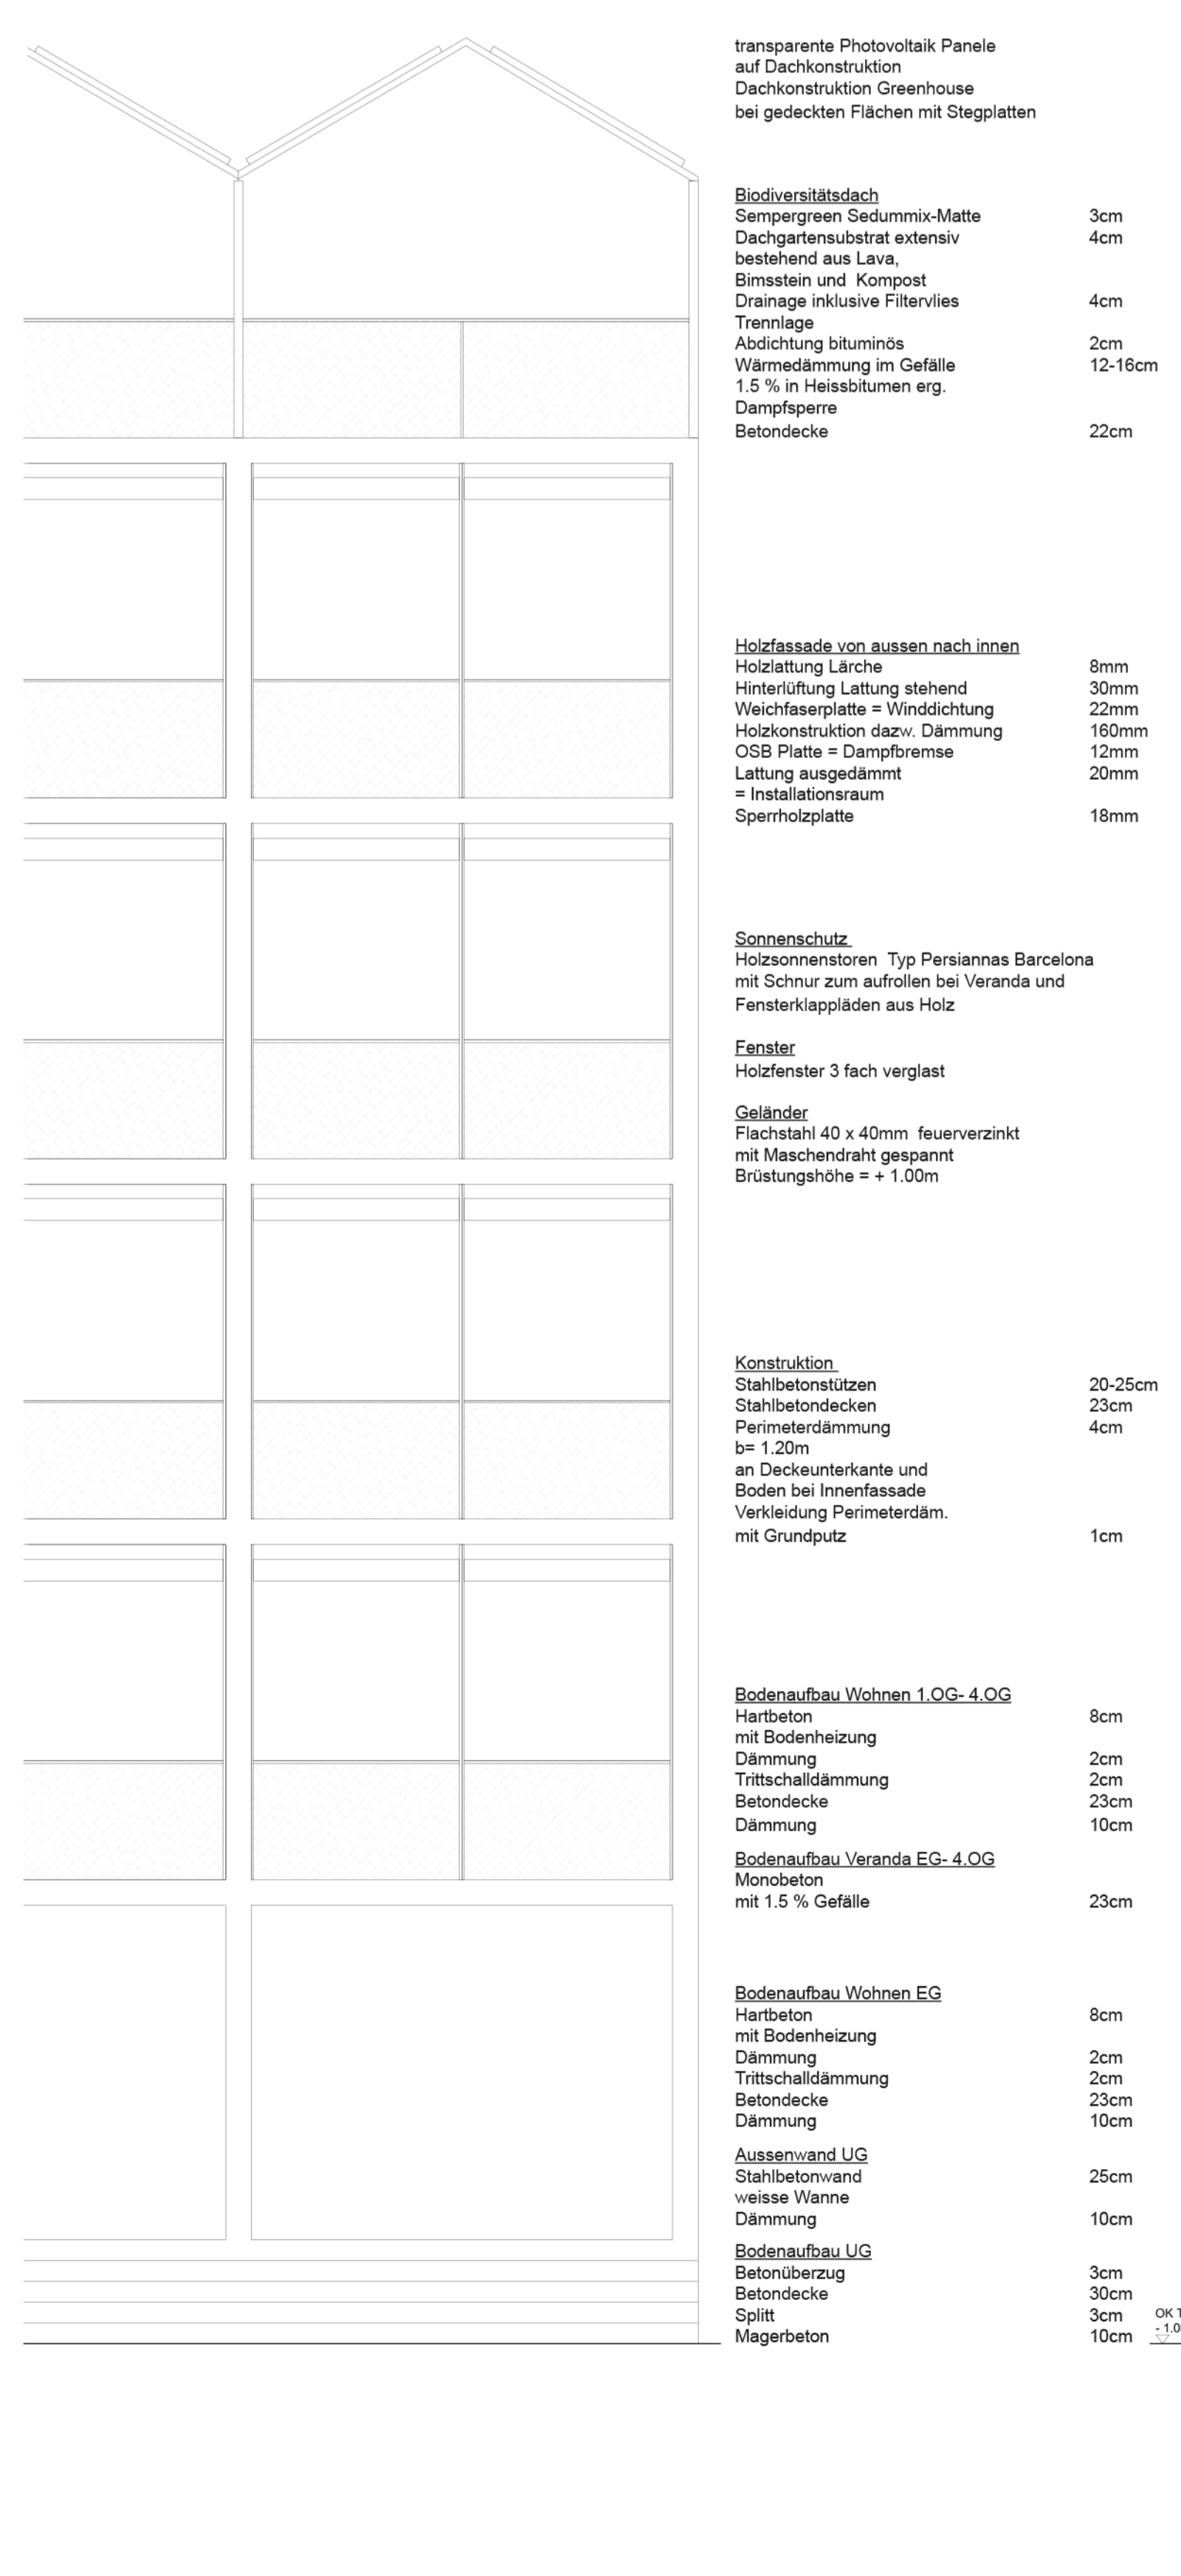 transparente Photovoltaik Panele
auf Dachkonstruktion
Dachkonstruktion Greenhouse
bei gedeckten Flächen mit Stegplatten
Biodiversitätsdach
Sempergreen Sedummix-Matte 3cm
Dachgartensubstrat extensiv 4cm
bestehend aus Lava,
Bimsstein und Kompost
Drainage inklusive Filtervlies 4cm
Trennlage
Abdichtung bituminös 2cm
Wärmedämmung im Gefälle 12-16cm
1.5 % in Heissbitumen erg.
Dampfsperre
Betondecke 22cm
Holzfassade von aussen nach innen
Holzlattung Lärche 8mm
Hinterlüftung Lattung stehend 30mm
Weichfaserplatte = Winddichtung 22mm
Holzkonstruktion dazw. Dämmung 160mm
OSB Platte = Dampfbremse 12mm
Lattung ausgedämmt 20mm
= Installationsraum
Sperrholzplatte 18mm
Sonnenschutz
Holzsonnenstoren Typ Persiannas Barcelona
mit Schnur zum aufrollen bei Veranda und
Fensterklappläden aus Holz
Fenster
Holzfenster 3 fach verglast
Geländer
Flachstahl 40 x 40mm feuerverzinkt
mit Maschendraht gespannt
Brüstungshöhe = + 1.00m
Konstruktion
Stahlbetonstützen 20-25cm
Stahlbetondecken 23cm
Perimeterdämmung 4cm
b= 1.20m
an Deckeunterkante und
Boden bei Innenfassade
Verkleidung Perimeterdäm.
mit Grundputz 1cm
Bodenaufbau Wohnen 1.OG- 4.OG
Hartbeton 8cm
mit Bodenheizung
Dämmung 2cm
Trittschalldämmung 2cm
Betondecke 23cm
Dämmung 10cm
Bodenaufbau Veranda EG- 4.OG
Monobeton
mit 1.5 % Gefälle 23cm
Bodenaufbau Wohnen EG
Hartbeton 8cm
mit Bodenheizung
Dämmung 2cm
Trittschalldämmung 2cm
Betondecke 23cm
Dämmung 10cm
Aussenwand UG
Stahlbetonwand 25cm
weisse Wanne
Dämmung 10cm
Bodenaufbau UG
Betonüberzug 3cm
Betondecke 30cm
Splitt 3cm
Magerbeton 10cm
OK